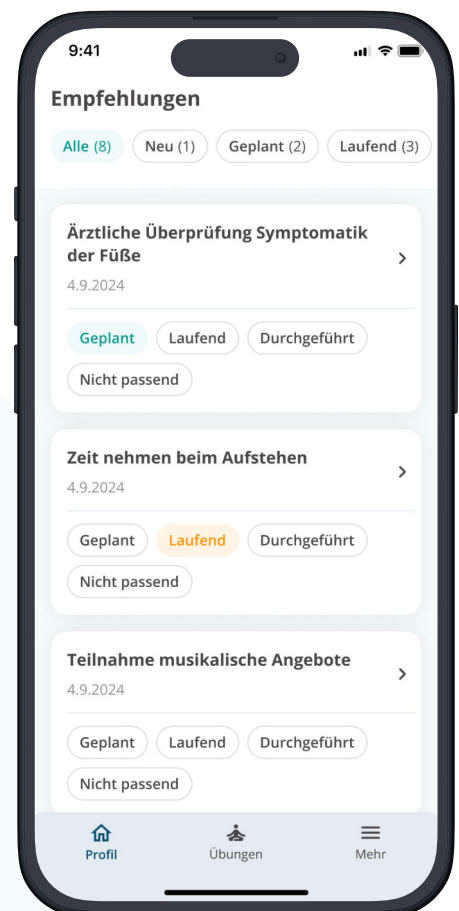 9:41
Empfehlungen
Alle (8) Neu (1) Geplant (2) Laufend (3)
Ärztliche Überprüfung Symptomatik
der Füße
4.9.2024
Geplant Laufend Durchgeführt
Nicht passend
Zeit nehmen beim Aufstehen
4.9.2024
Geplant Laufend Durchgeführt
Nicht passend
Teilnahme musikalische Angebote
4.9.2024
Geplant Laufend Durchgeführt
Nicht passend
Profil Übungen Mehr